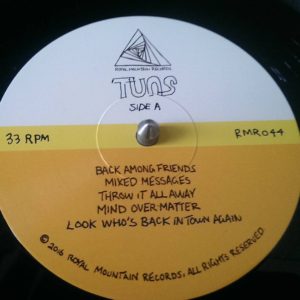 ROYAL MOUNTAIN RECORDS
TUNS
SIDE A
33 RPM
RMR044
BACK AMONG FRIENDS
MIXED MESSAGES
THROW IT ALL AWAY
MIND OVER MATTER
LOOK WHO'S BACK IN TOWN AGAIN
© 2016 ROYAL MOUNTAIN RECORDS, ALL RIGHTS RESERVED